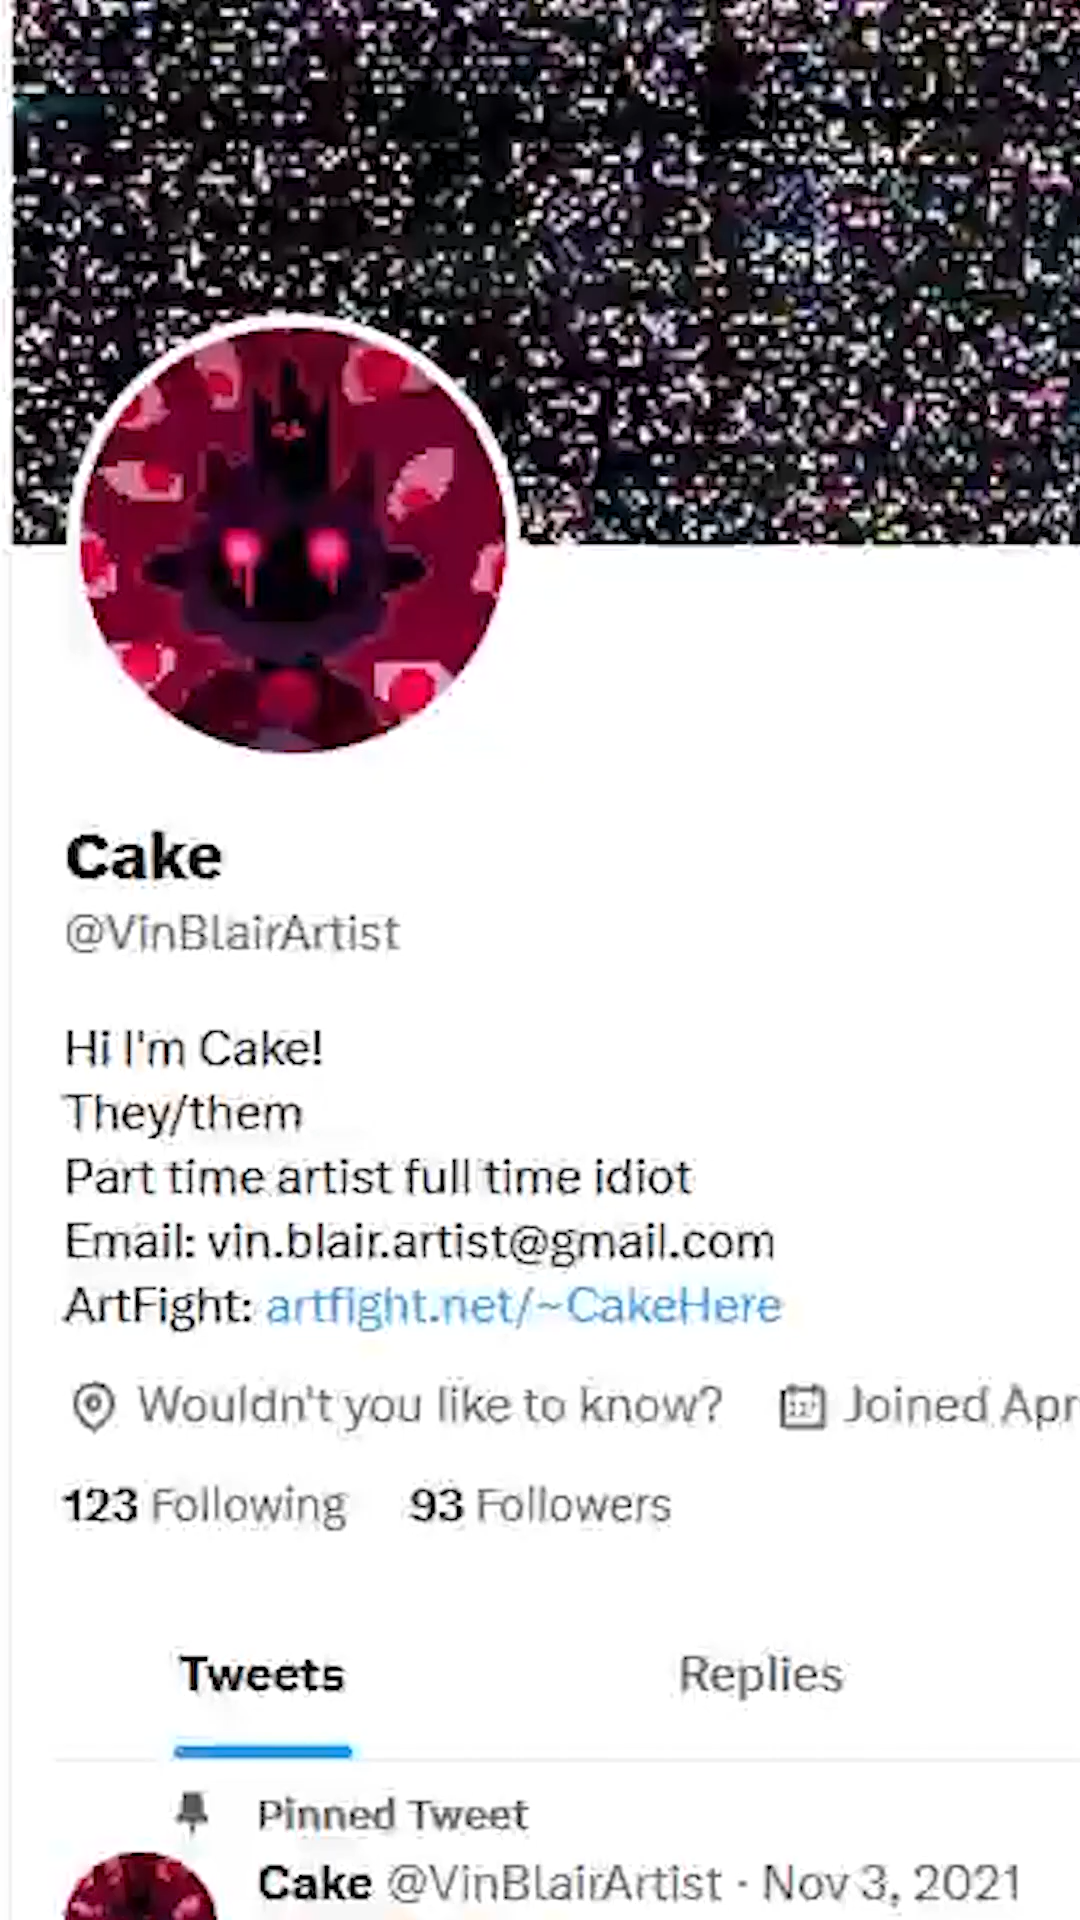 Cake
@VinBlairArtist
Hi I'm Cake!
They/them
Part time artist full time idiot
Email: vin.blair.artist@gmail.com
ArtFight: artfight.net/~CakeHere
Wouldn't you like to know? Joined Apr
123 Following 93 Followers
Tweets Replies
Pinned Tweet
Cake @VinBlairArtist · Nov 3, 2021